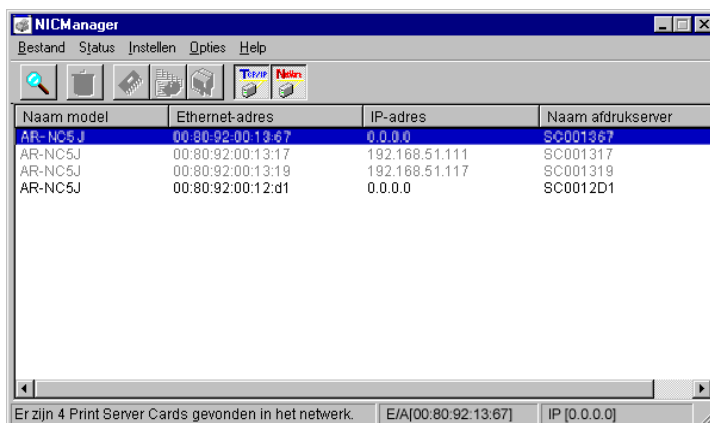 NICManager
Bestand Status Instellen Opties Help
TCP/IP NetWare
Naam model Ethernet-adres IP-adres Naam afdrukserver
AR-NC5J 00:80:92:00:13:67 0.0.0.0 SC001367
AR-NC5J 00:80:92:00:13:17 192.168.51.111 SC001317
AR-NC5J 00:80:92:00:13:19 192.168.51.117 SC001319
AR-NC5J 00:80:92:00:12:d1 0.0.0.0 SC0012D1
Er zijn 4 Print Server Cards gevonden in het netwerk. E/A[00:80:92:13:67] IP [0.0.0.0]